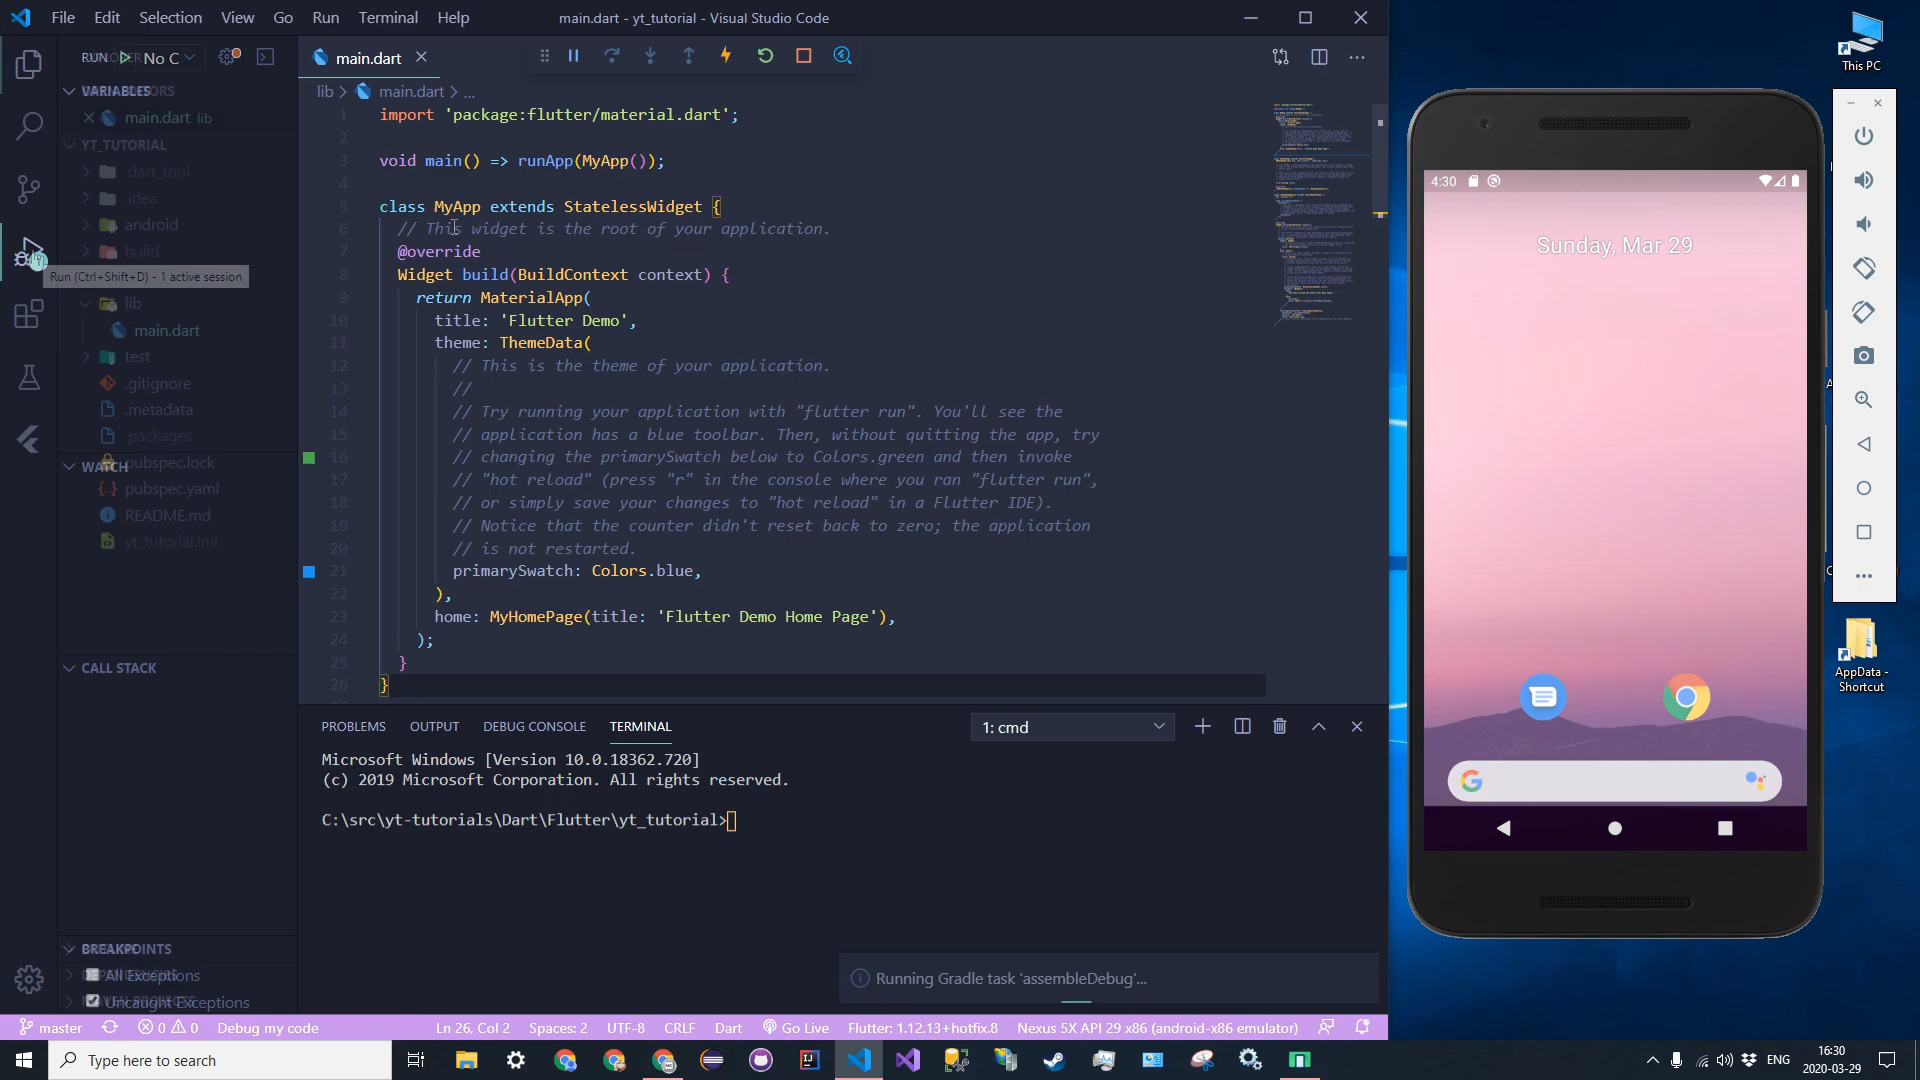 File Edit Selection View Go Run Terminal Help
main.dart - yt_tutorial - Visual Studio Code
RUN No C
VARIABLES
main.dart lib
YT_TUTORIAL
.dart_tool
.idea
android
build
Run (Ctrl+Shift+D) - 1 active session
lib
main.dart
test
.gitignore
.metadata
.packages
pubspec.lock
WATCH
pubspec.yaml
README.md
yt_tutorial.iml
CALL STACK
BREAKPOINTS
All Exceptions
Uncaught Exceptions
main.dart
lib > main.dart > ...
1 import 'package:flutter/material.dart';
2
3 void main() => runApp(MyApp());
4
5 class MyApp extends StatelessWidget {
6 // This widget is the root of your application.
7 @override
8 Widget build(BuildContext context) {
9 return MaterialApp(
10 title: 'Flutter Demo',
11 theme: ThemeData(
12 // This is the theme of your application.
13 //
14 // Try running your application with "flutter run". You'll see the
15 // application has a blue toolbar. Then, without quitting the app, try
16 // changing the primarySwatch below to Colors.green and then invoke
17 // "hot reload" (press "r" in the console where you ran "flutter run",
18 // or simply save your changes to "hot reload" in a Flutter IDE).
19 // Notice that the counter didn't reset back to zero; the application
20 // is not restarted.
21 primarySwatch: Colors.blue,
22 ),
23 home: MyHomePage(title: 'Flutter Demo Home Page'),
24 );
25 }
26 }
PROBLEMS OUTPUT DEBUG CONSOLE TERMINAL
1: cmd
Microsoft Windows [Version 10.0.18362.720]
(c) 2019 Microsoft Corporation. All rights reserved.
C:\src\yt-tutorials\Dart\Flutter\yt_tutorial>
Running Gradle task 'assembleDebug'...
master 0 0 Debug my code
Ln 26, Col 2 Spaces: 2 UTF-8 CRLF Dart Go Live Flutter: 1.12.13+hotfix.8 Nexus 5X API 29 x86 (android-x86 emulator)
4:30
Sunday, Mar 29
This PC
AppData -
Shortcut
Type here to search
ENG
16:30
2020-03-29